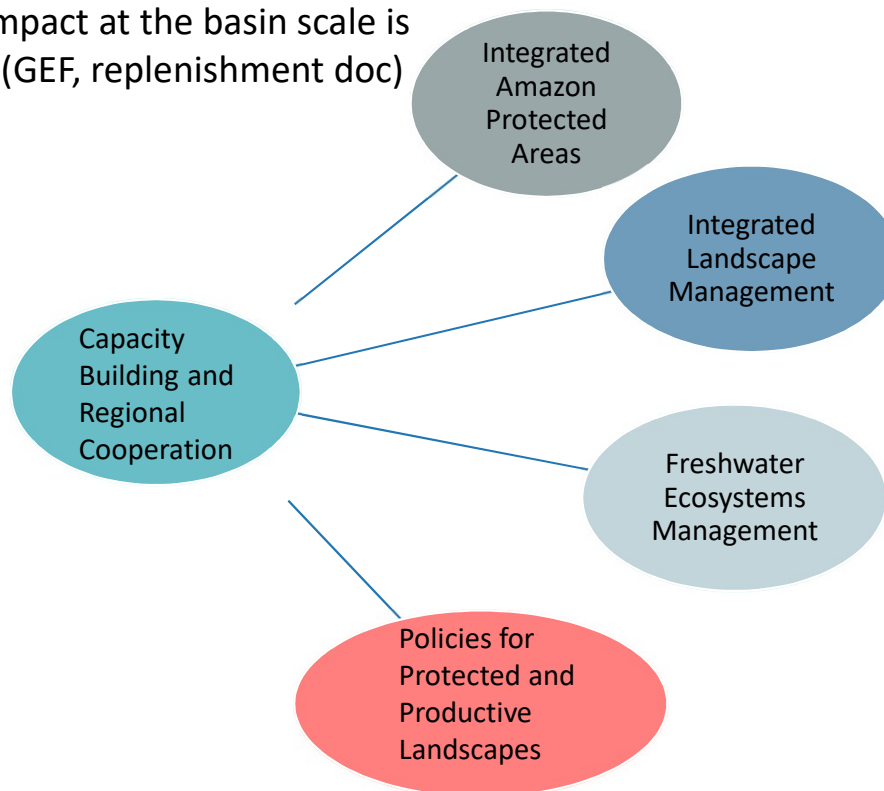 mpact at the basin scale is
(GEF, replenishment doc)
Integrated
Amazon
Protected
Areas
Integrated
Landscape
Management
Capacity
Building and
Regional
Cooperation
Freshwater
Ecosystems
Management
Policies for
Protected and
Productive
Landscapes